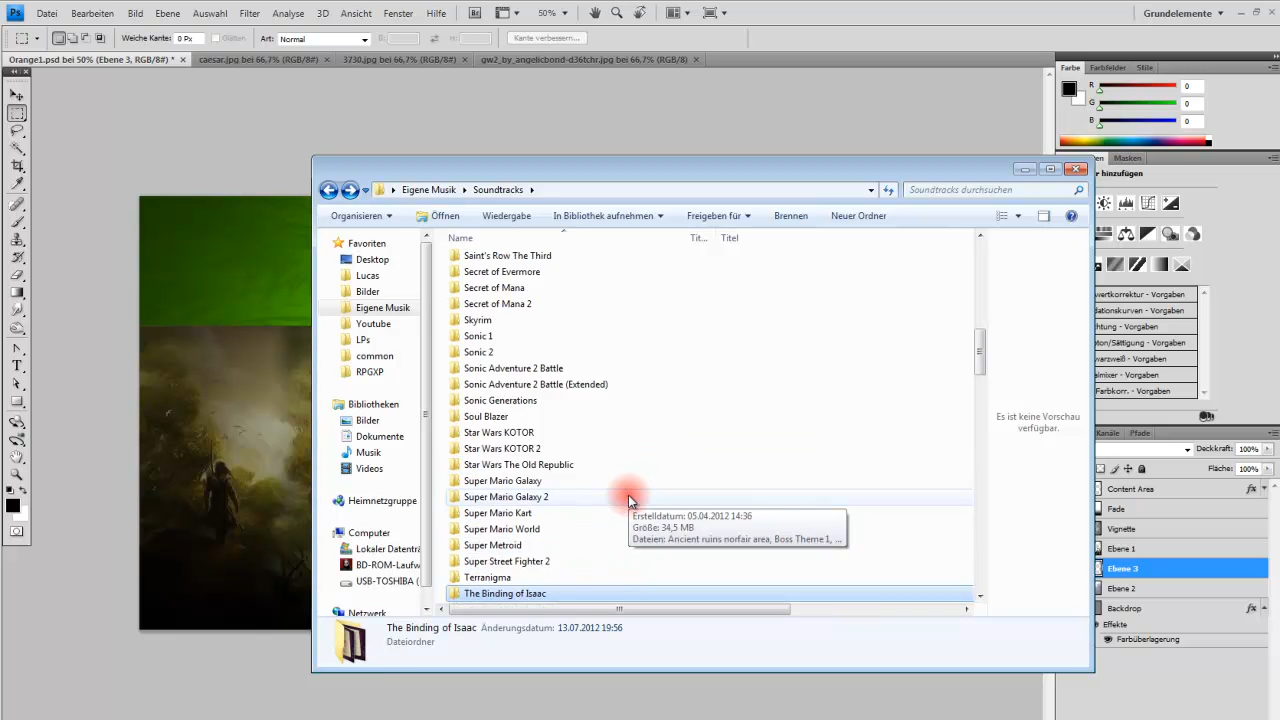 Ps Datei Bearbeiten Bild Ebene Auswahl Filter Analyse 3D Ansicht Fenster Hilfe Br 50% Grundelemente
Weiche Kante: 0 Px Glätten Art: Normal B: H: Kante verbessern...
Orange1.psd bei 50% (Ebene 3, RGB/8#) * caesar.jpg bei 66,7% (RGB/8#) 3730.jpg bei 66,7% (RGB/8#) gw2_by_angelicbond-d36tchr.jpg bei 66,7% (RGB/8)
Farbe Farbfelder Stile
R 0
G 0
B 0
en Masken
r hinzufügen
wertkorrektur - Vorgaben
dationskurven - Vorgaben
chtung - Vorgaben
ton/Sättigung - Vorgaben
warzweiß - Vorgaben
almixer - Vorgaben
Farbkorr. - Vorgaben
Kanäle Pfade
Deckkraft: 100%
Fläche: 100%
Content Area fx
Fade
Vignette
Ebene 1
Ebene 3
Ebene 2
Backdrop fx
Effekte
Farbüberlagerung
Eigene Musik Soundtracks
Soundtracks durchsuchen
Organisieren Öffnen Wiedergabe In Bibliothek aufnehmen Freigeben für Brennen Neuer Ordner
Favoriten
Desktop
Lucas
Bilder
Eigene Musik
Youtube
LPs
common
RPGXP
Bibliotheken
Bilder
Dokumente
Musik
Videos
Heimnetzgruppe
Computer
Lokaler Datentr
BD-ROM-Laufw
USB-TOSHIBA (
Netzwerk
Name Tit... Titel
Saint's Row The Third
Secret of Evermore
Secret of Mana
Secret of Mana 2
Skyrim
Sonic 1
Sonic 2
Sonic Adventure 2 Battle
Sonic Adventure 2 Battle (Extended)
Sonic Generations
Soul Blazer
Star Wars KOTOR
Star Wars KOTOR 2
Star Wars The Old Republic
Super Mario Galaxy
Super Mario Galaxy 2
Super Mario Kart
Super Mario World
Super Metroid
Super Street Fighter 2
Terranigma
The Binding of Isaac
Erstelldatum: 05.04.2012 14:36
Größe: 34,5 MB
Dateien: Ancient ruins norfair area, Boss Theme 1, ...
Es ist keine Vorschau
verfügbar.
The Binding of Isaac Änderungsdatum: 13.07.2012 19:56
Dateiordner